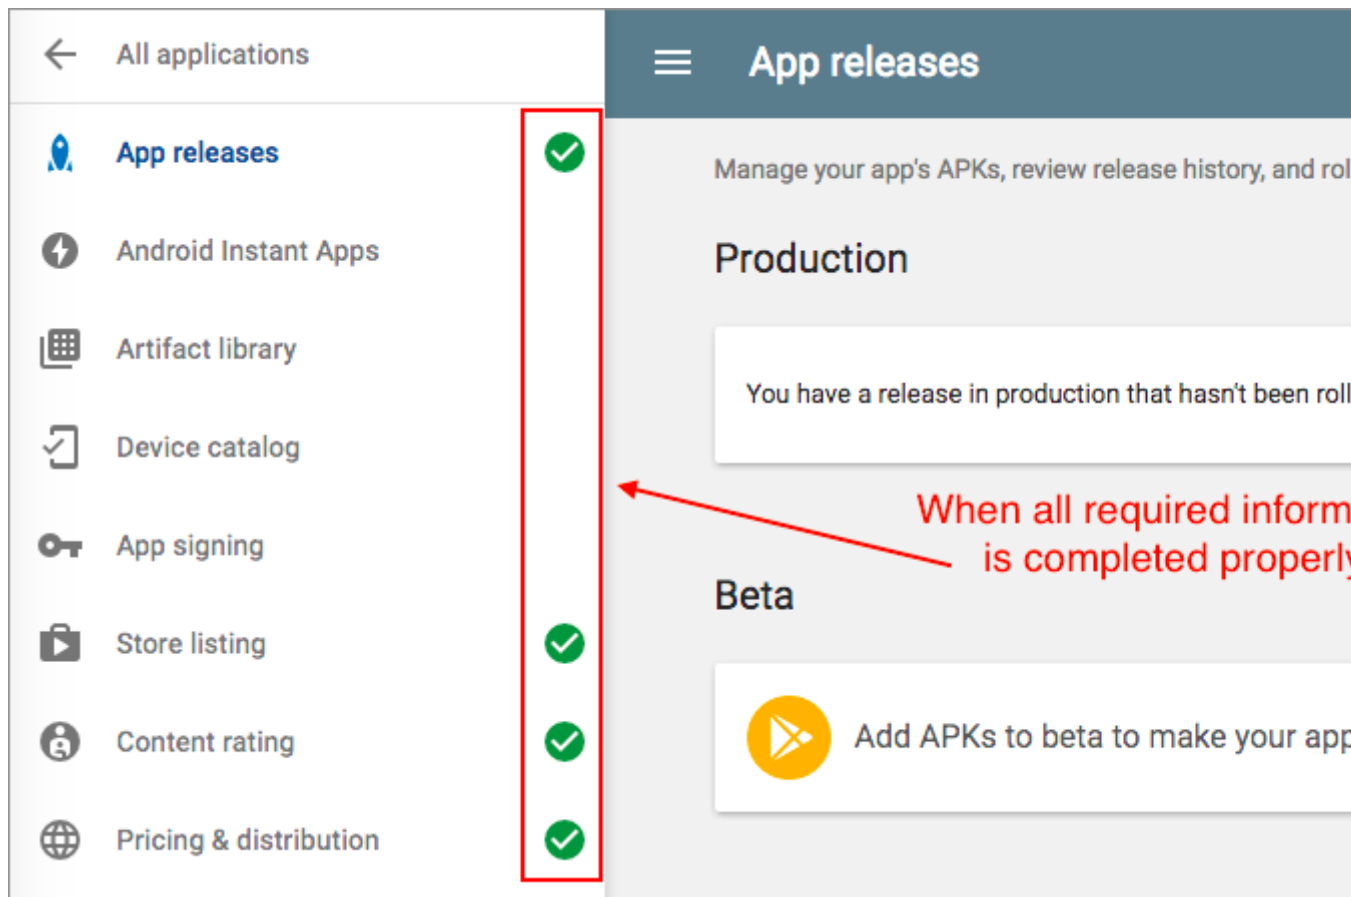 All applications
App releases
Android Instant Apps
Artifact library
Device catalog
App signing
Store listing
Content rating
Pricing & distribution
App releases
Manage your app's APKs, review release history, and rol
Production
You have a release in production that hasn't been roll
When all required inform
is completed properly
Beta
Add APKs to beta to make your app